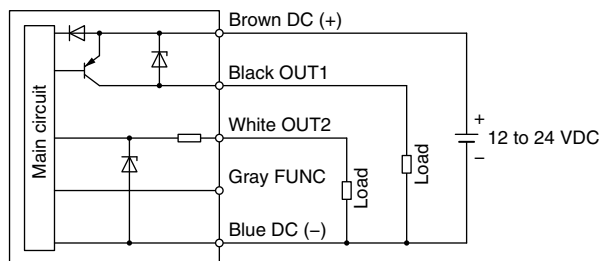 Brown DC (+)
Black OUT1
White OUT2
Gray FUNC
Blue DC (−)
Main circuit
Load
Load
+
12 to 24 VDC
−